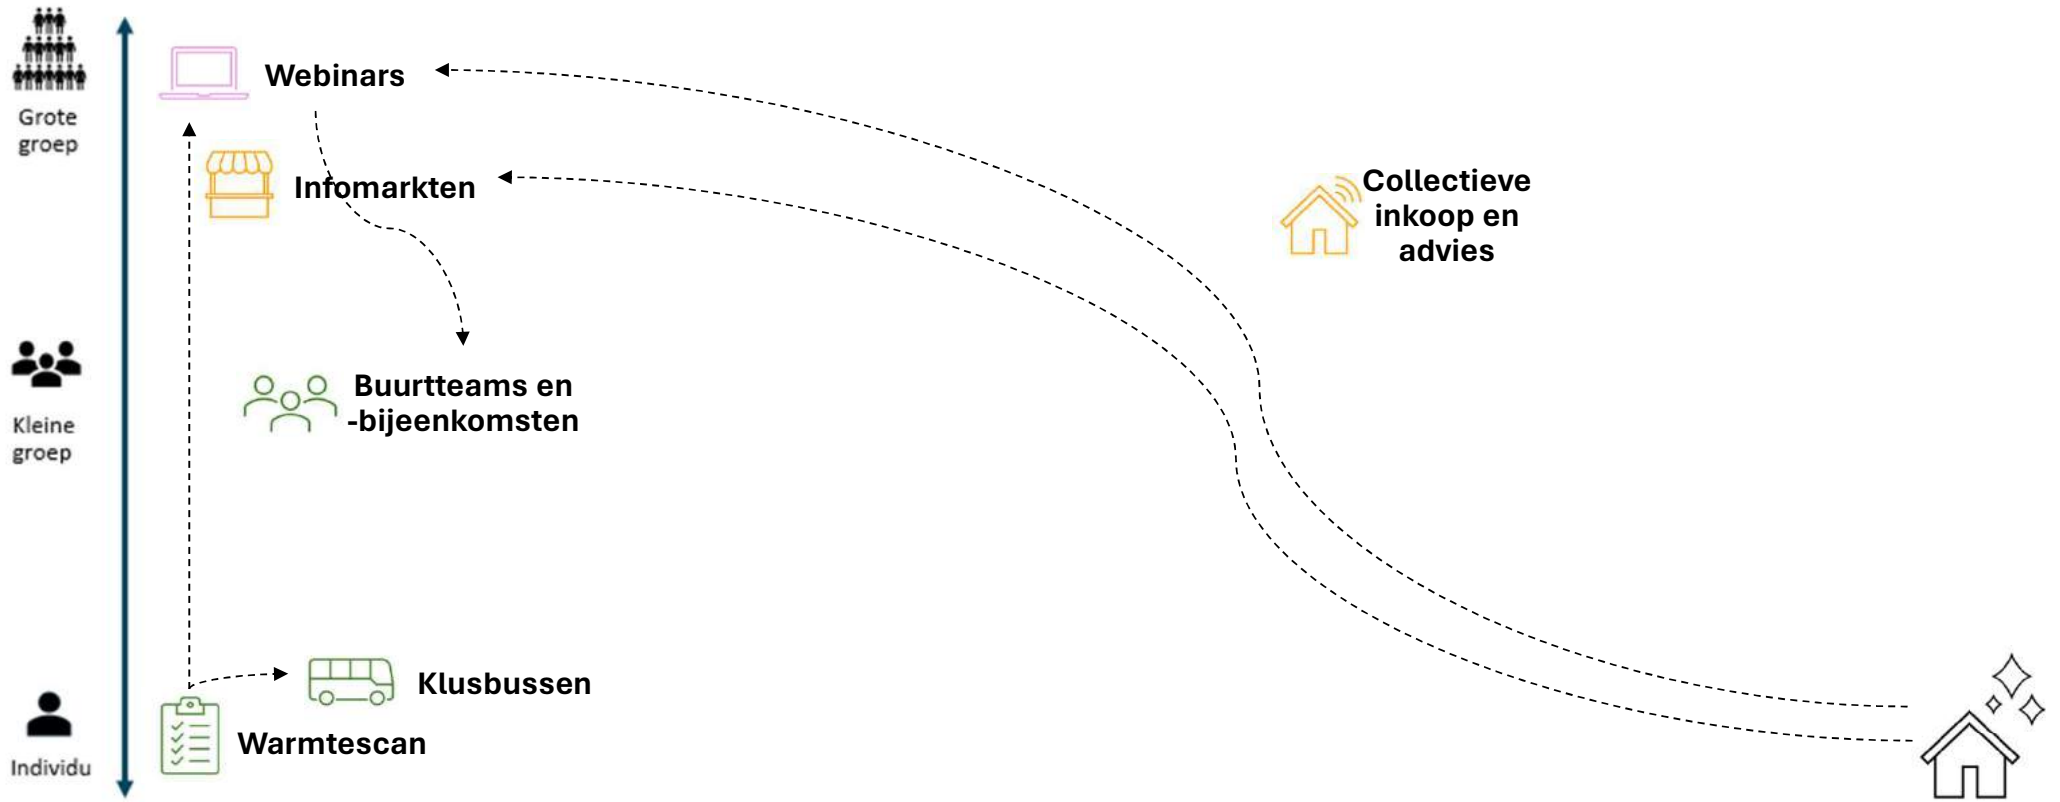 Grote
groep
Webinars
Infomarkten
Collectieve
inkoop en
advies
Kleine
groep
Buurtteams en
-bijeenkomsten
Klusbussen
Warmtescan
Individu